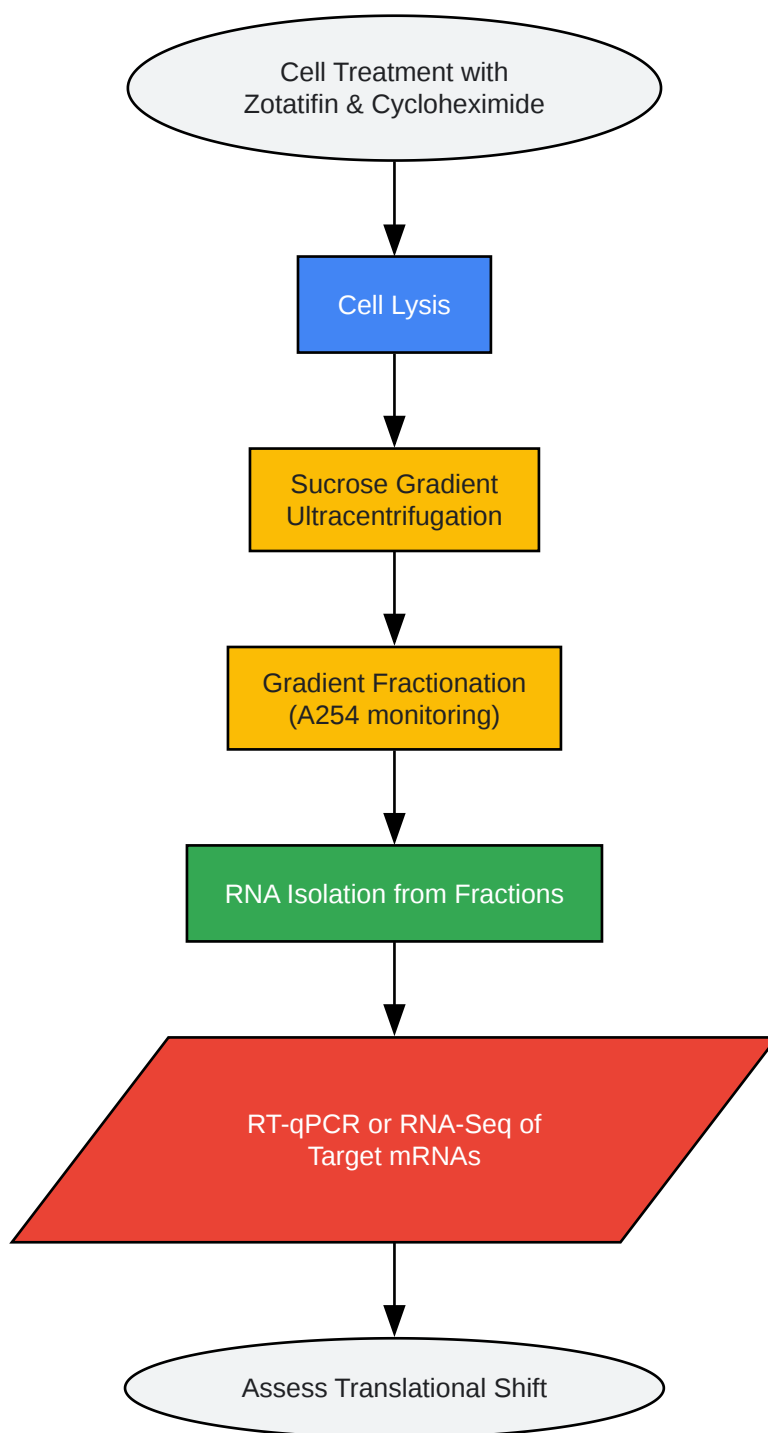 Cell Treatment with
Zotatifin & Cycloheximide
Cell Lysis
Sucrose Gradient
Ultracentrifugation
Gradient Fractionation
(A254 monitoring)
RNA Isolation from Fractions
RT-qPCR or RNA-Seq of
Target mRNAs
Assess Translational Shift